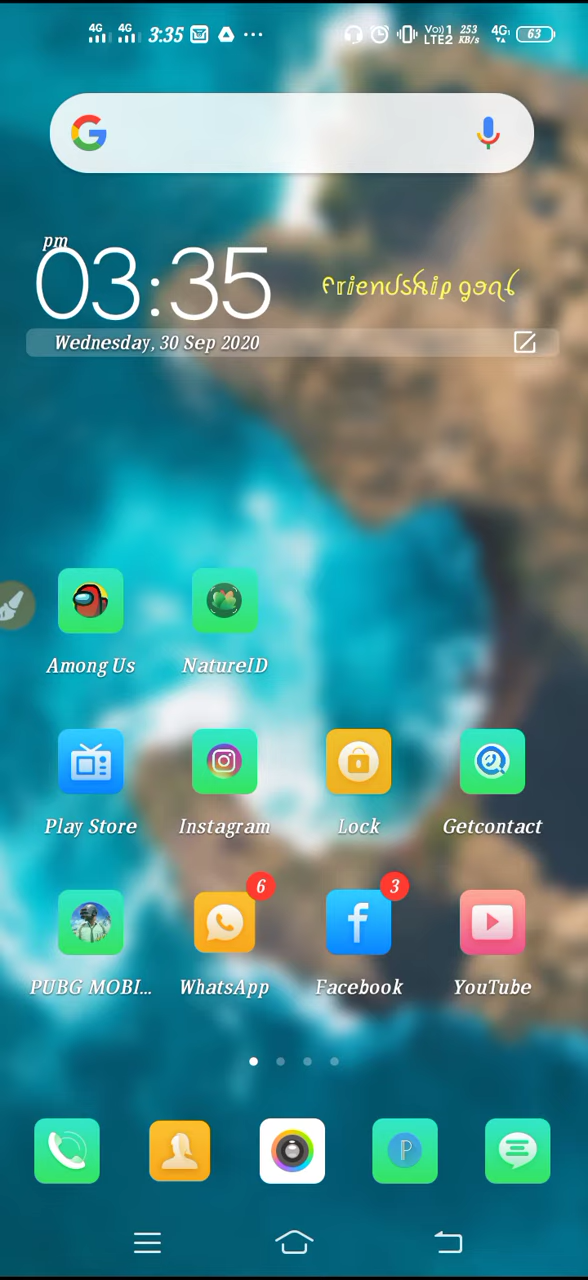 4G 4G 3:35 Vo))1 LTE2 253 KB/s 4G 63
pm
03:35
friendship goal
Wednesday, 30 Sep 2020
Among Us NatureID
Play Store Instagram Lock Getcontact
6 3
PUBG MOBI... WhatsApp Facebook YouTube
P